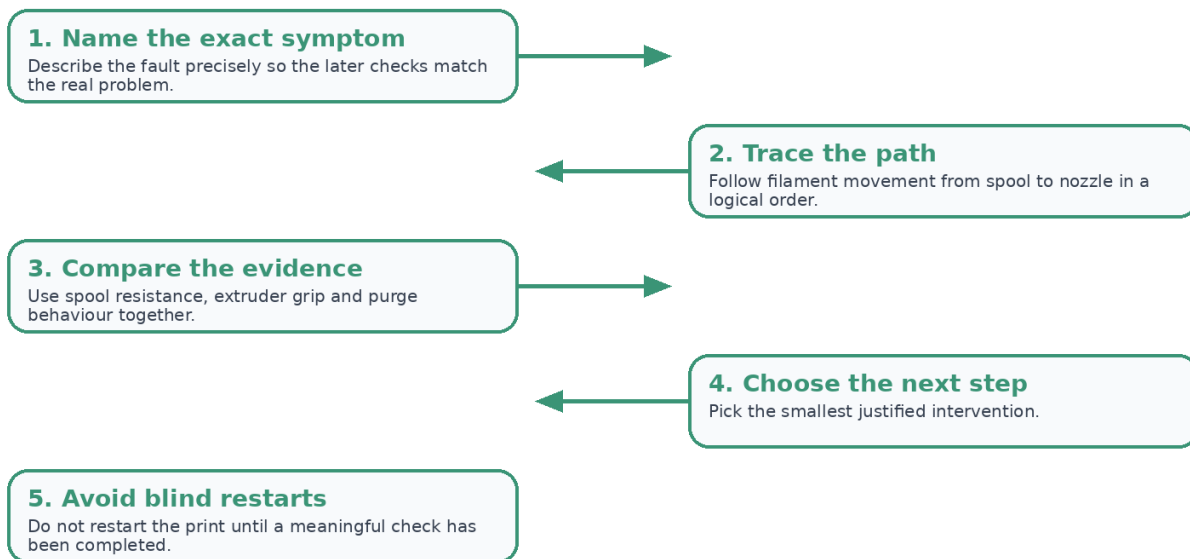 1. Name the exact symptom
Describe the fault precisely so the later checks match
the real problem.
2. Trace the path
Follow filament movement from spool to nozzle in a
logical order.
3. Compare the evidence
Use spool resistance, extruder grip and purge
behaviour together.
4. Choose the next step
Pick the smallest justified intervention.
5. Avoid blind restarts
Do not restart the print until a meaningful check has
been completed.